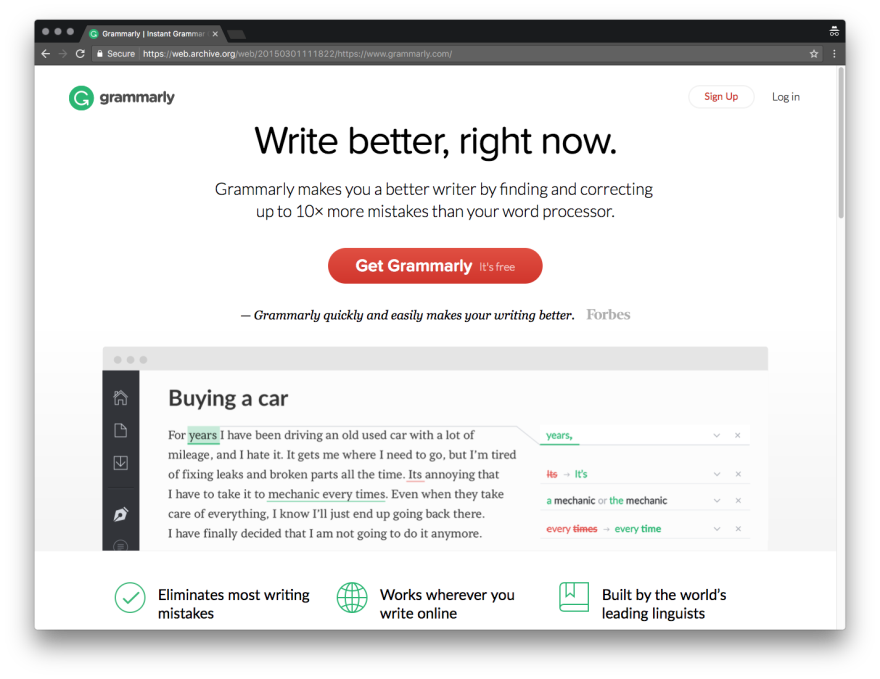 Grammarly | Instant Grammar
Secure https://web.archive.org/web/20150301111822/https://www.grammarly.com/
grammarly
Sign Up
Log in
Write better, right now.
Grammarly makes you a better writer by finding and correcting
up to 10× more mistakes than your word processor.
Get Grammarly It's free
— Grammarly quickly and easily makes your writing better. Forbes
Buying a car
For years I have been driving an old used car with a lot of
mileage, and I hate it. It gets me where I need to go, but I'm tired
of fixing leaks and broken parts all the time. Its annoying that
I have to take it to mechanic every times. Even when they take
care of everything, I know I'll just end up going back there.
I have finally decided that I am not going to do it anymore.
years,
Its → It's
a mechanic or the mechanic
every times → every time
Eliminates most writing
mistakes
Works wherever you
write online
Built by the world's
leading linguists